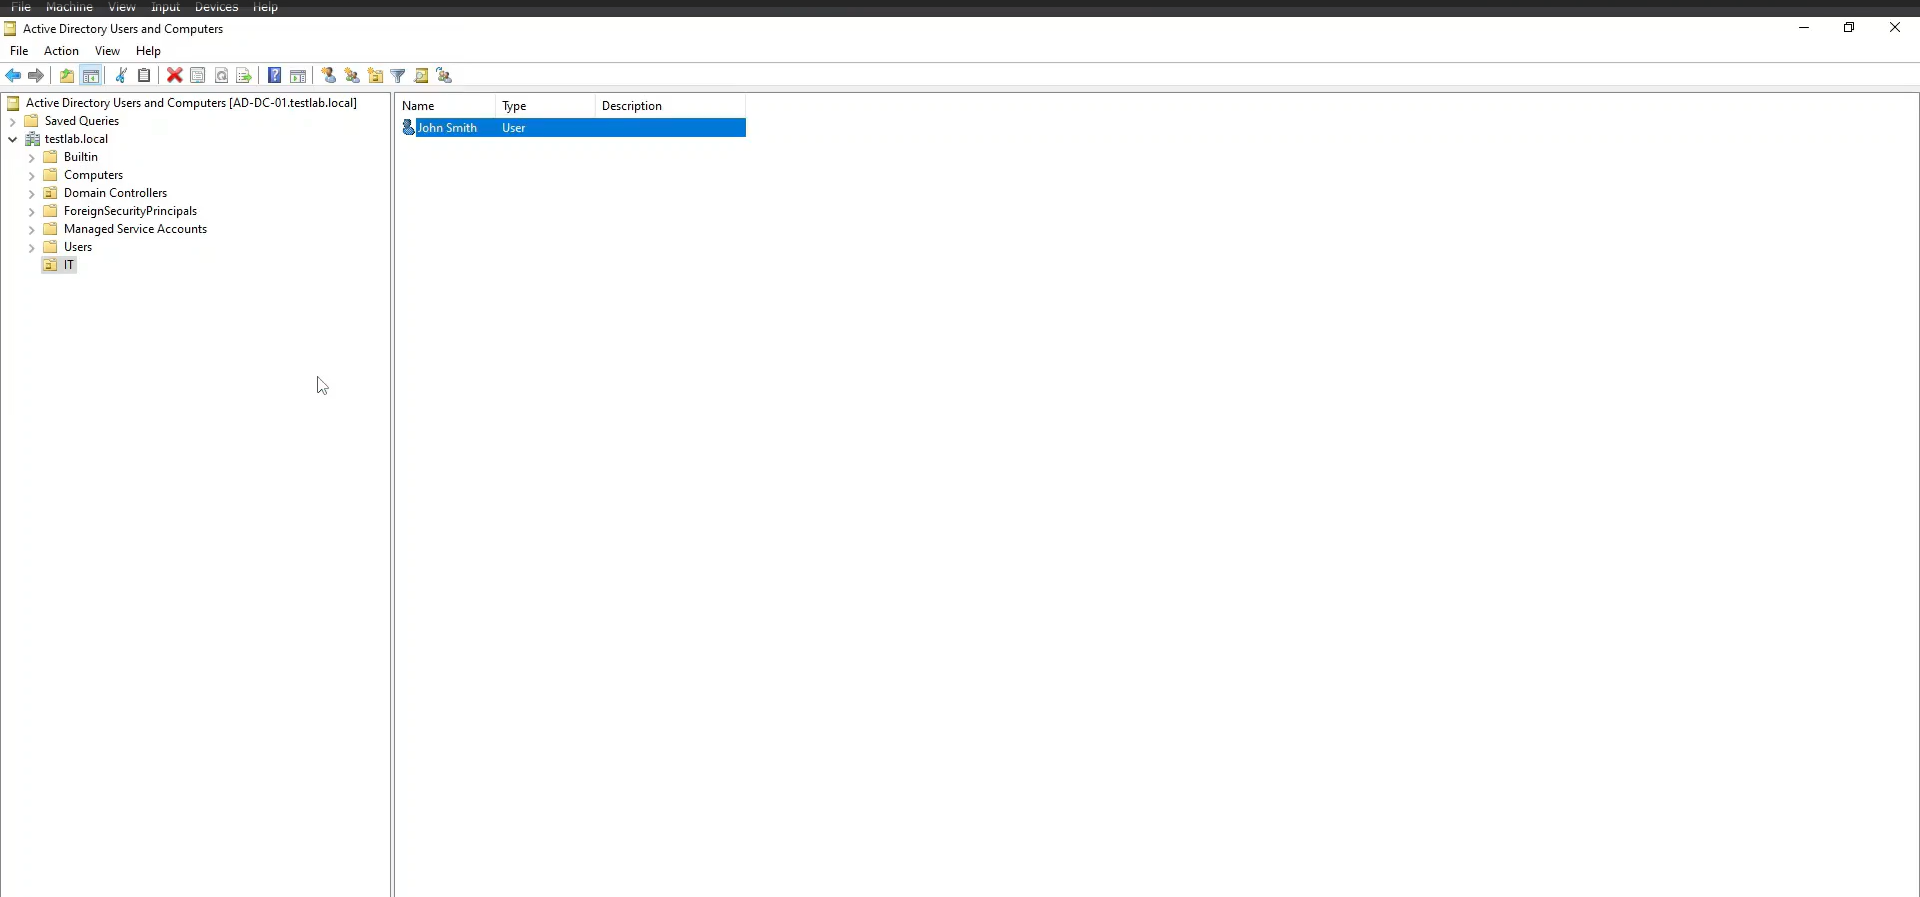 File Machine View Input Devices Help
Active Directory Users and Computers
File Action View Help
Active Directory Users and Computers [AD-DC-01.testlab.local]
Saved Queries
testlab.local
Builtin
Computers
Domain Controllers
ForeignSecurityPrincipals
Managed Service Accounts
Users
IT
Name Type Description
John Smith User